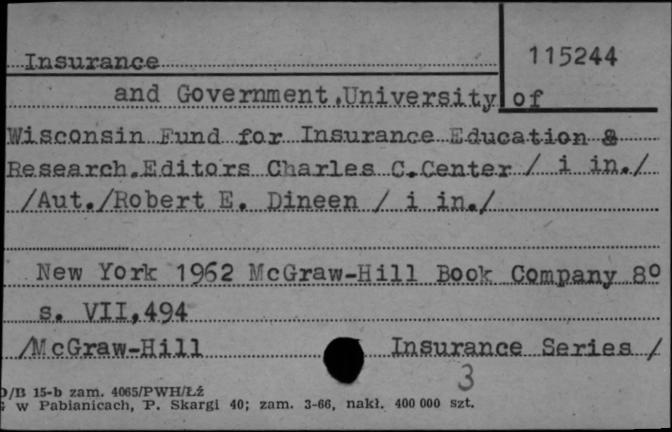 115244
Insurance
and Government.University of
Wisconsin Fund for Insurance Education &
Research.Editors Charles C.Center / i in./
/Aut./Robert E. Dineen / i in./
New York 1962 McGraw-Hill Book Company 8°
s. VII,494
/McGraw-Hill Insurance Series /
3
/B 15-b zam. 4065/PWH/Łź
w Pabianicach, P. Skargi 40; zam. 3-66, nakł. 400 000 szt.